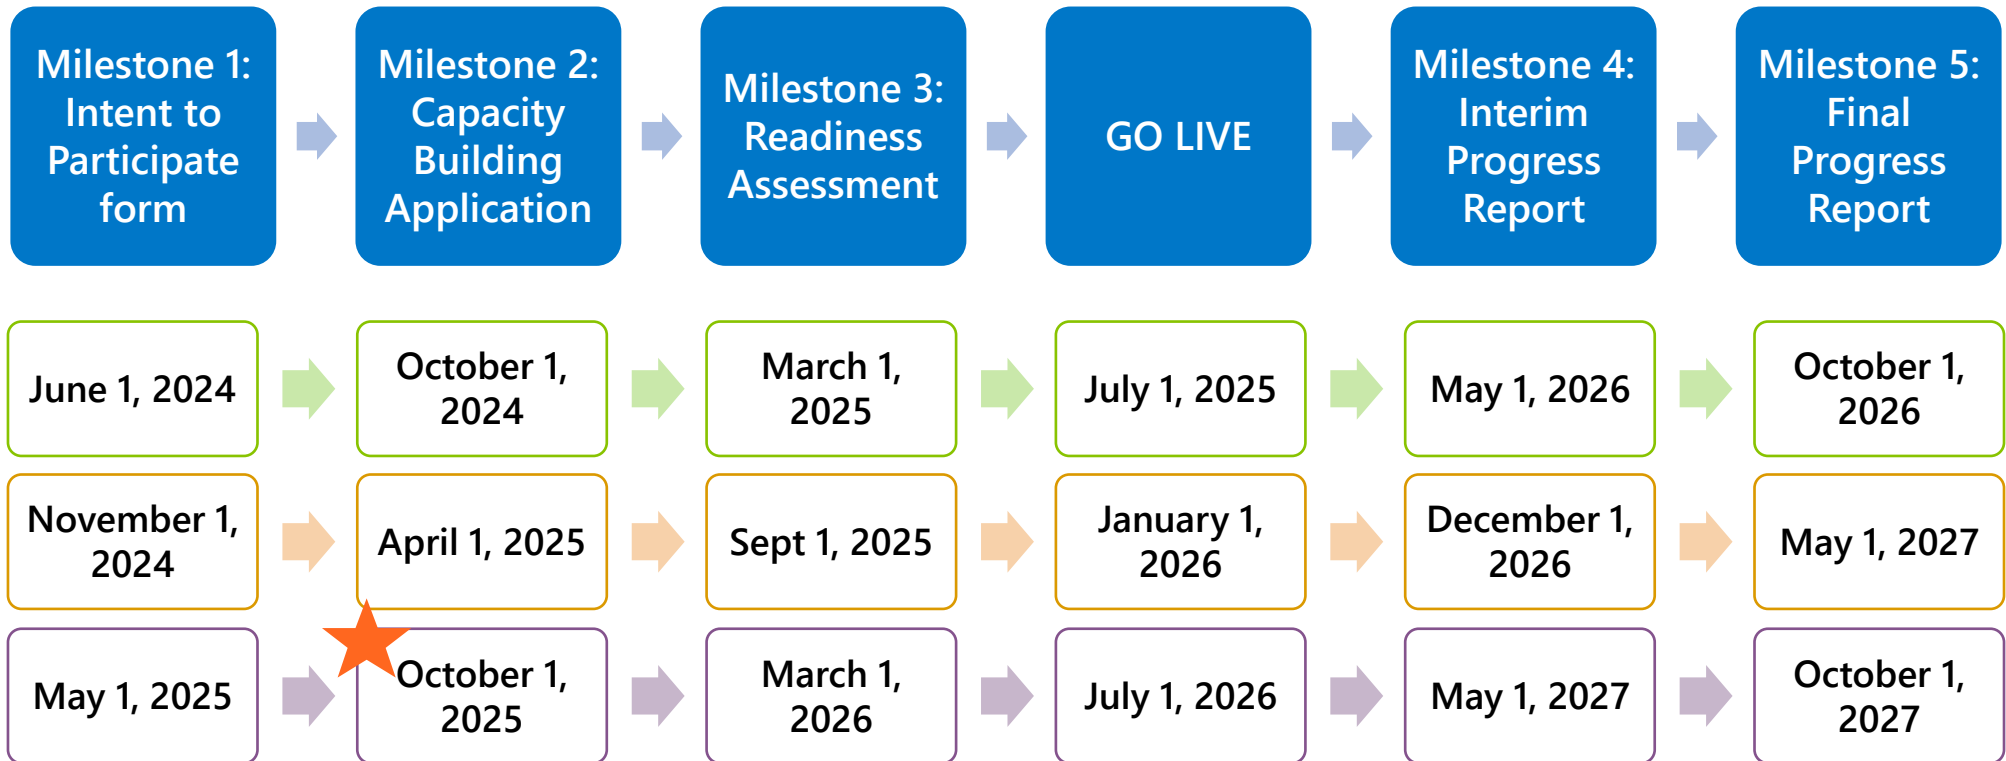 Milestone 1:
Intent to
Participate
form
Milestone 2:
Capacity
Building
Application
Milestone 3:
Readiness
Assessment
GO LIVE
Milestone 4:
Interim
Progress
Report
Milestone 5:
Final
Progress
Report
June 1, 2024
October 1,
2024
March 1,
2025
July 1, 2025
May 1, 2026
October 1,
2026
November 1,
2024
April 1, 2025
Sept 1, 2025
January 1,
2026
December 1,
2026
May 1, 2027
May 1, 2025
October 1,
2025
March 1,
2026
July 1, 2026
May 1, 2027
October 1,
2027